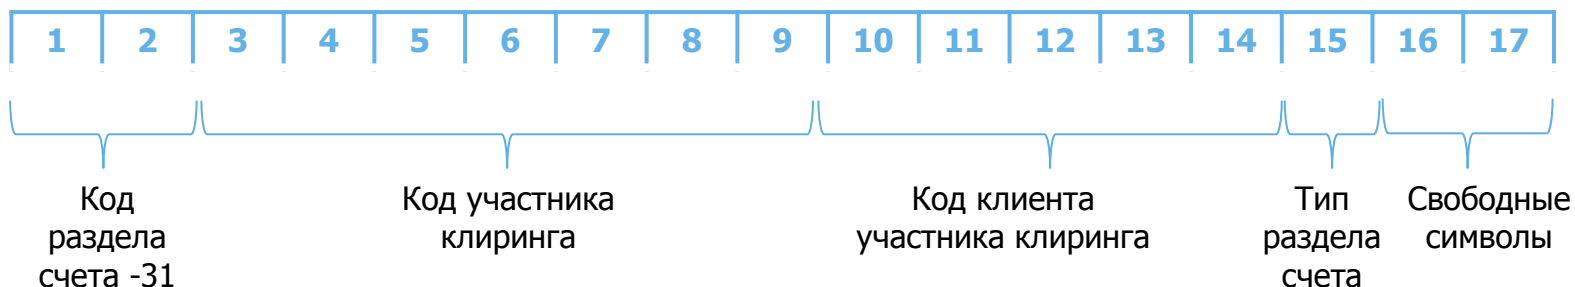 1 2 3 4 5 6 7 8 9 10 11 12 13 14 15 16 17
Код
раздела
счета -31
Код участника
клиринга
Код клиента
участника клиринга
Тип
раздела
счета
Свободные
символы